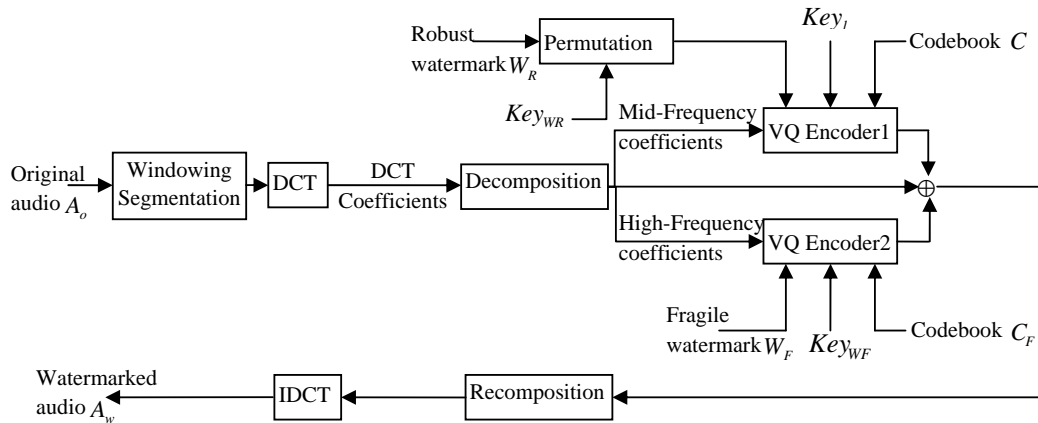 Robust
watermark W_R
Permutation
Key_1
Codebook C
Key_WR
Mid-Frequency
coefficients
VQ Encoder1
Original
audio A_o
Windowing
Segmentation
DCT
DCT
Coefficients
Decomposition
⊕
High-Frequency
coefficients
VQ Encoder2
Fragile
watermark W_F
Key_WF
Codebook C_F
Watermarked
audio A_w
IDCT
Recomposition